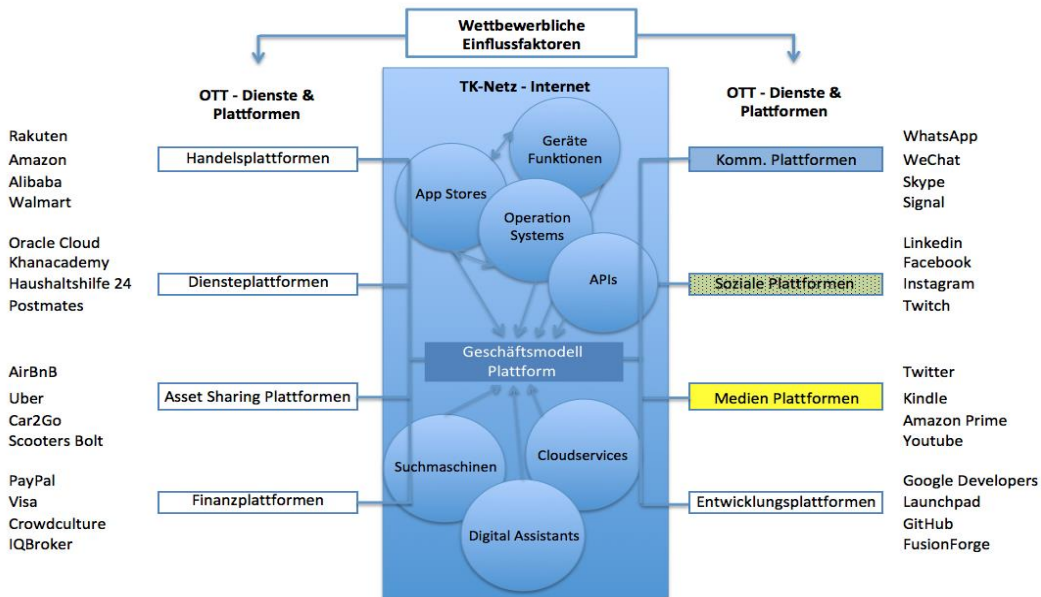 Wettbewerbliche
Einflussfaktoren
OTT - Dienste &
Plattformen
TK-Netz - Internet
OTT - Dienste &
Plattformen
Rakuten
Amazon
Alibaba
Walmart
Handelsplattformen
Oracle Cloud
Khanacademy
Haushaltshilfe 24
Postmates
Diensteplattformen
AirBnB
Uber
Car2Go
Scooters Bolt
Asset Sharing Plattformen
PayPal
Visa
Crowdculture
IQBroker
Finanzplattformen
Geräte
Funktionen
App Stores
Operation
Systems
APIs
Geschäftsmodell
Plattform
Suchmaschinen
Cloudservices
Digital Assistants
Komm. Plattformen
WhatsApp
WeChat
Skype
Signal
Soziale Plattformen
Linkedin
Facebook
Instagram
Twitch
Medien Plattformen
Twitter
Kindle
Amazon Prime
Youtube
Entwicklungsplattformen
Google Developers
Launchpad
GitHub
FusionForge